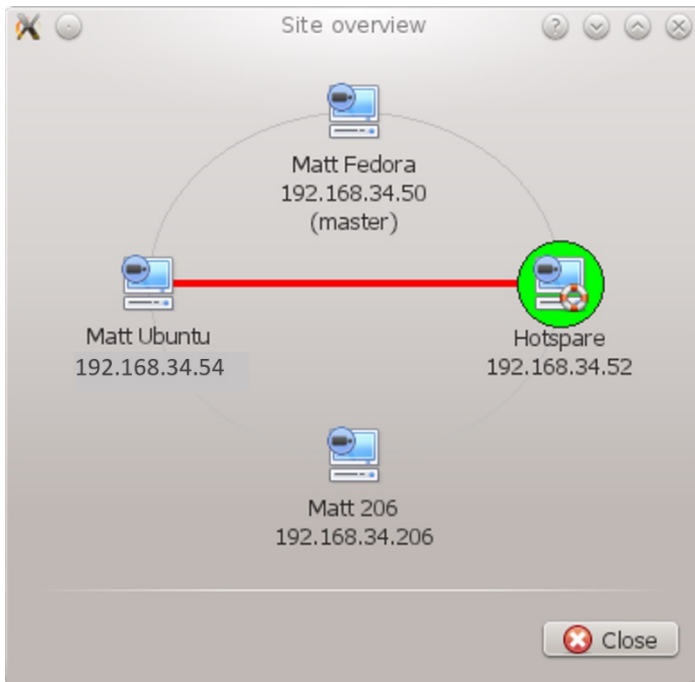 Site overview
Matt Fedora
192.168.34.50
(master)
Matt Ubuntu
192.168.34.54
Hotspare
192.168.34.52
Matt 206
192.168.34.206
Close